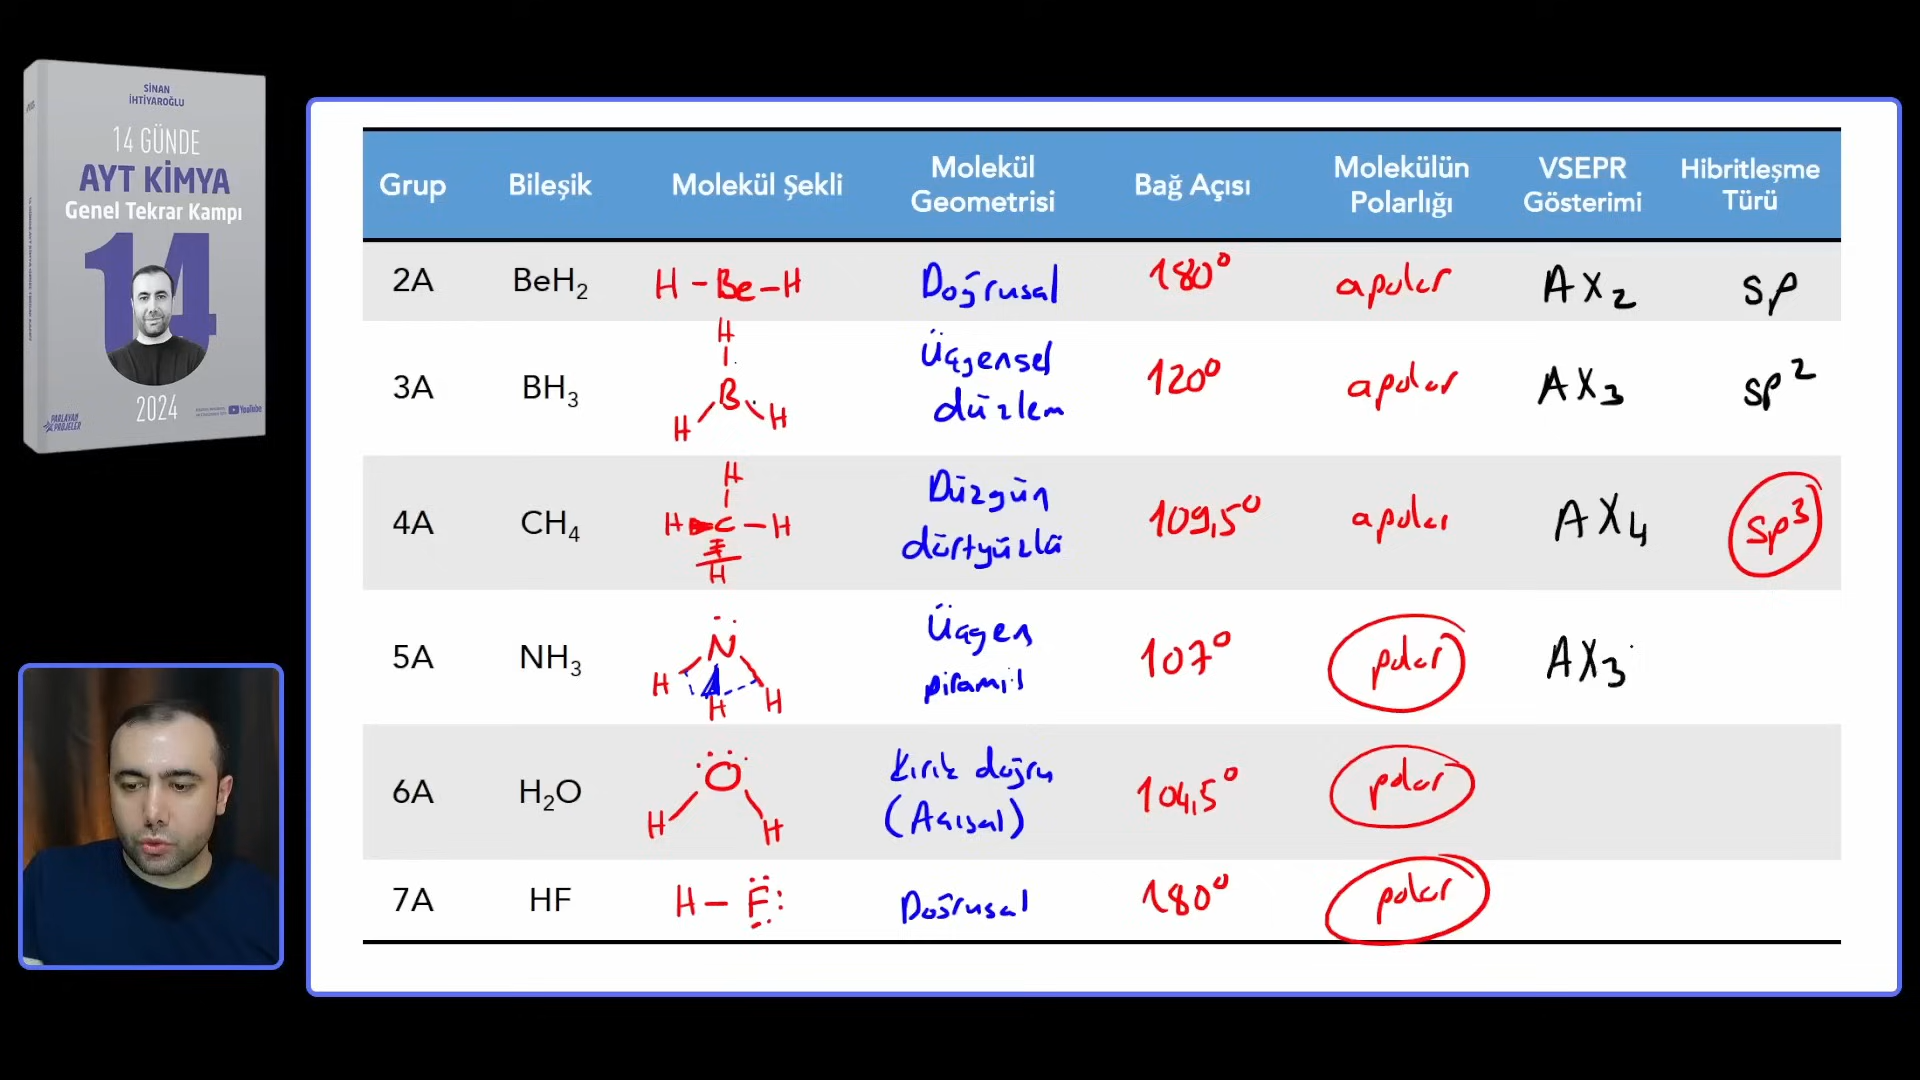 SİNAN
İHTİYAROĞLU
14 GÜNDE
AYT KİMYA
Genel Tekrar Kampı
14
2024
PARLAYAN
PROJELER
YouTube
Grup Bileşik Molekül Şekli Molekül Geometrisi Bağ Açısı Molekülün Polarlığı VSEPR Gösterimi Hibritleşme Türü
2A BeH₂ H-Be-H Doğrusal 180° apolar AX₂ sp
3A BH₃ H B H H Üçgensel düzlem 120° apolar AX₃ sp²
4A CH₄ H H C H H Düzgün dörtyüzlü 109,5° apolar AX₄ sp³
5A NH₃ N H H H Üçgen piramit 107° polar AX₃
6A H₂O O H H Kırık doğru (Açısal) 104,5° polar
7A HF H-F Doğrusal 180° polar